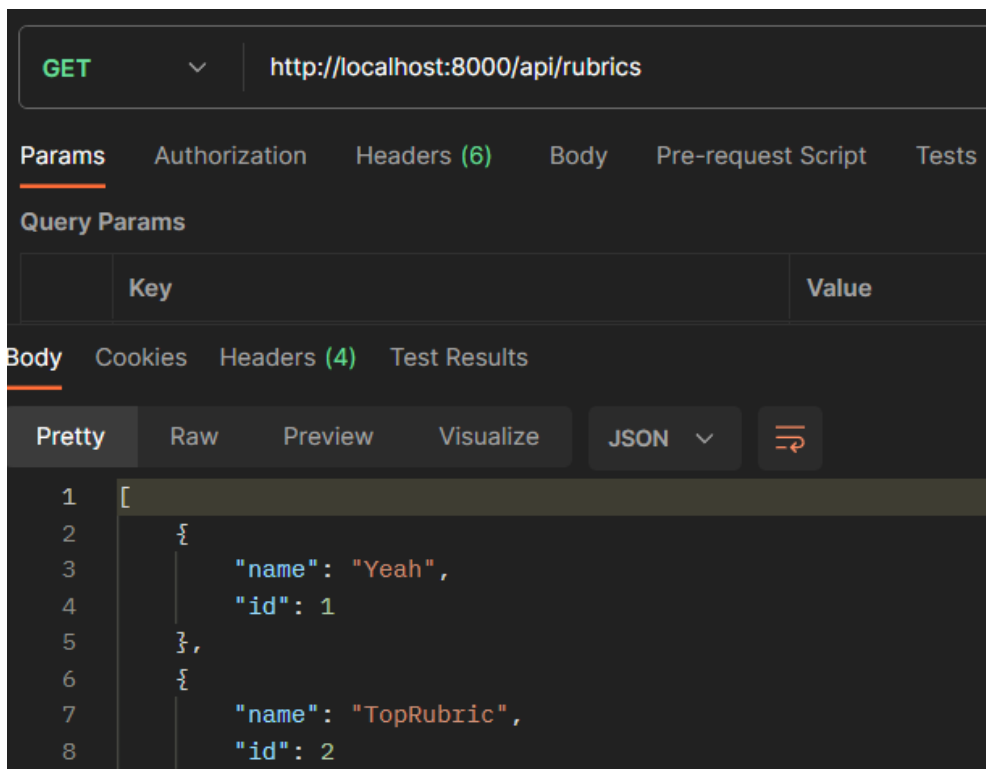 GET http://localhost:8000/api/rubrics
Params Authorization Headers (6) Body Pre-request Script Tests
Query Params
Key Value
Body Cookies Headers (4) Test Results
Pretty Raw Preview Visualize JSON
1 [
2 {
3 "name": "Yeah",
4 "id": 1
5 },
6 {
7 "name": "TopRubric",
8 "id": 2